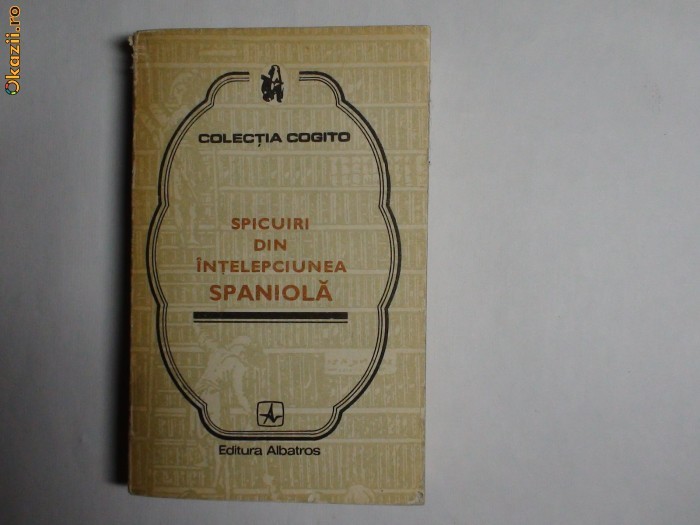 Okazii.ro
COLECȚIA COGITO
SPICUIRI
DIN
ÎNȚELEPCIUNEA
SPANIOLĂ
Editura Albatros